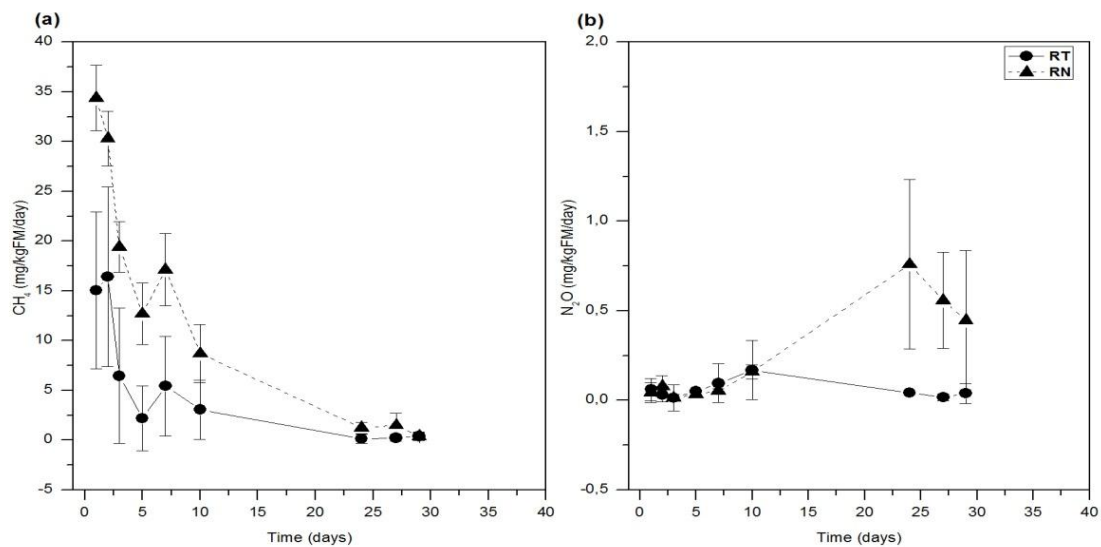 (a)
40
35
30
25
20
15
10
5
0
-5
CH₄ (mg/kgFM/day)
0 5 10 15 20 25 30 35 40
Time (days)
(b)
2,0
1,5
1,0
0,5
0,0
-0,5
N₂O (mg/kgFM/day)
RT
RN
0 5 10 15 20 25 30 35 40
Time (days)